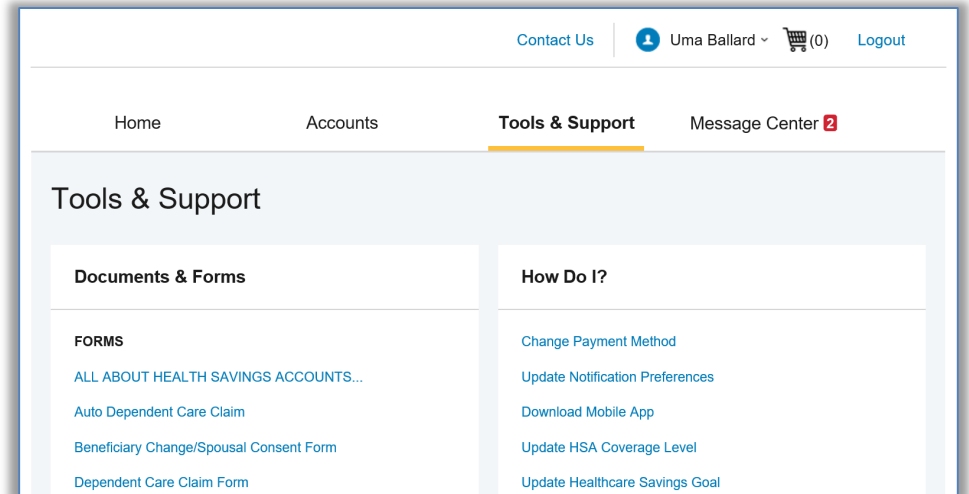 Contact Us Uma Ballard (0) Logout
Home Accounts Tools & Support Message Center 2
Tools & Support
Documents & Forms
FORMS
ALL ABOUT HEALTH SAVINGS ACCOUNTS...
Auto Dependent Care Claim
Beneficiary Change/Spousal Consent Form
Dependent Care Claim Form
How Do I?
Change Payment Method
Update Notification Preferences
Download Mobile App
Update HSA Coverage Level
Update Healthcare Savings Goal